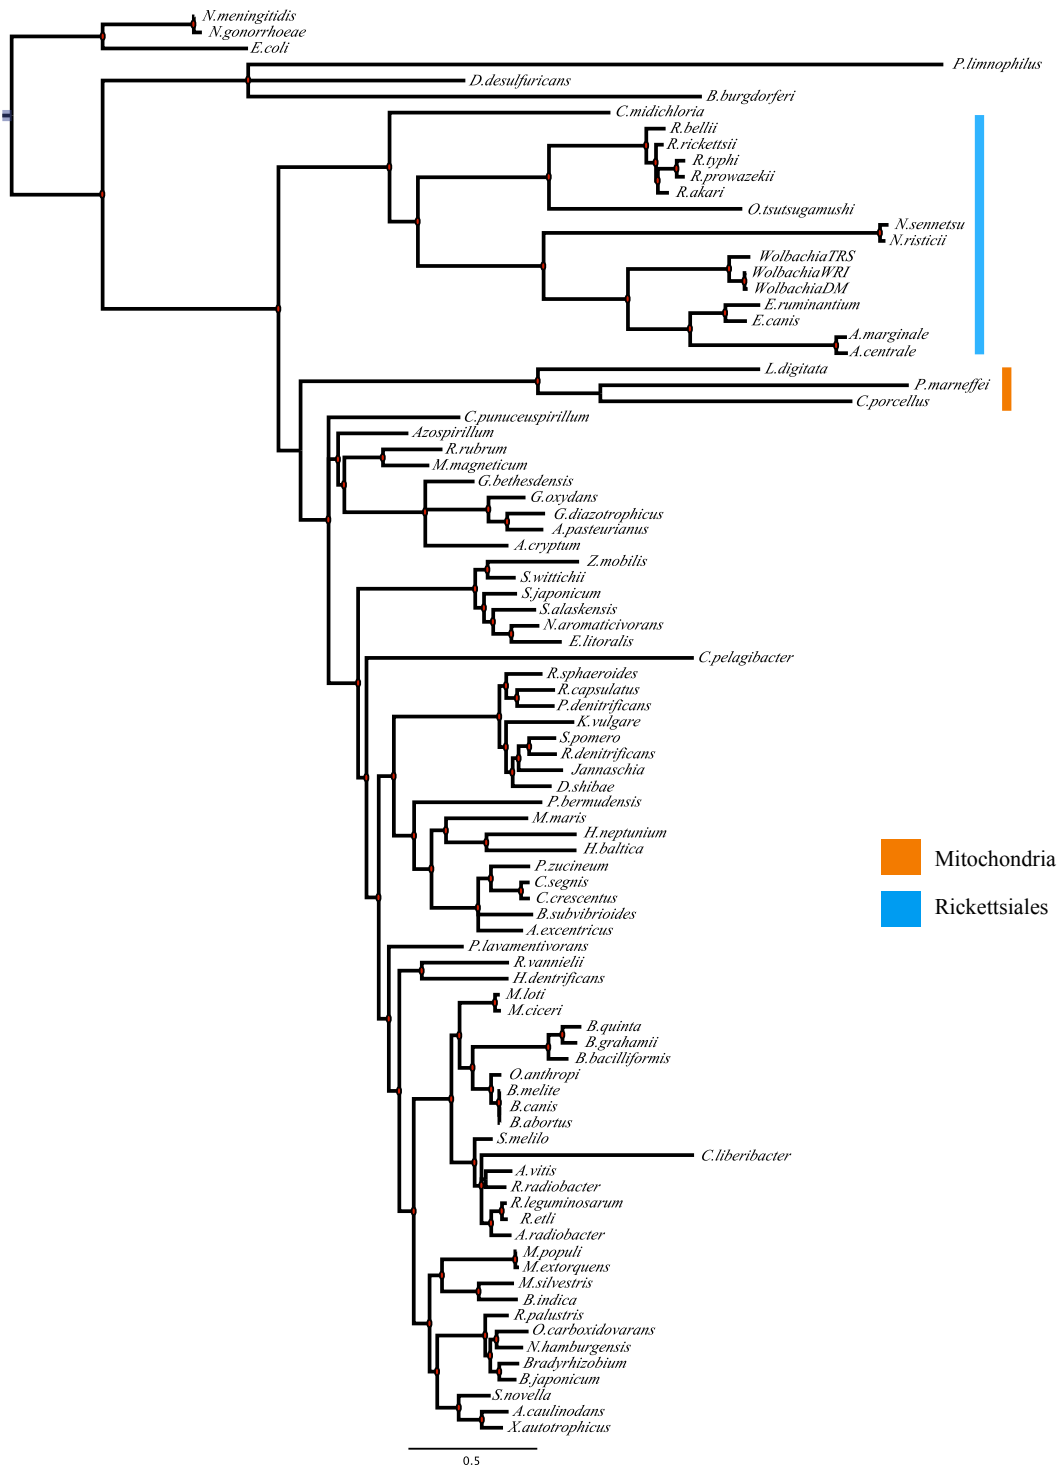 N.meningitidis
N.gonorrhoeae
E.coli
P.limnophilus
D.desulfuricans
B.burgdorferi
C.midichloria
R.bellii
R.rickettsii
R.typhi
R.prowazekii
R.akari
O.tsutsugamushi
N.sennetsu
N.risticii
WolbachiaTRS
WolbachiaWRI
WolbachiaDM
E.ruminantium
E.canis
A.marginale
A.centrale
L.digitata
P.marneffei
C.porcellus
C.punuceuspirillum
Azospirillum
R.rubrum
M.magneticum
G.bethesdensis
G.oxydans
G.diazotrophicus
A.pasteurianus
A.cryptum
Z.mobilis
S.wittichii
S.japonicum
S.alaskensis
N.aromaticivorans
E.litoralis
C.pelagibacter
R.sphaeroides
R.capsulatus
P.denitrificans
K.vulgare
S.pomero
R.denitrificans
Jannaschia
D.shibae
P.bermudensis
M.maris
H.neptunium
H.baltica
Mitochondria
P.zucineum
C.segnis
C.crescentus
Rickettsiales
B.subvibrioides
A.excentricus
P.lavamentivorans
R.vannielii
H.dentrificans
M.loti
M.ciceri
B.quinta
B.grahamii
B.bacilliformis
O.anthropi
B.melite
B.canis
B.abortus
S.melilo
C.liberibacter
A.vitis
R.radiobacter
R.leguminosarum
R.etli
A.radiobacter
M.populi
M.extorquens
M.silvestris
B.indica
R.palustris
O.carboxidovarans
N.hamburgensis
Bradyrhizobium
B.japonicum
S.novella
A.caulinodans
X.autotrophicus
0.5